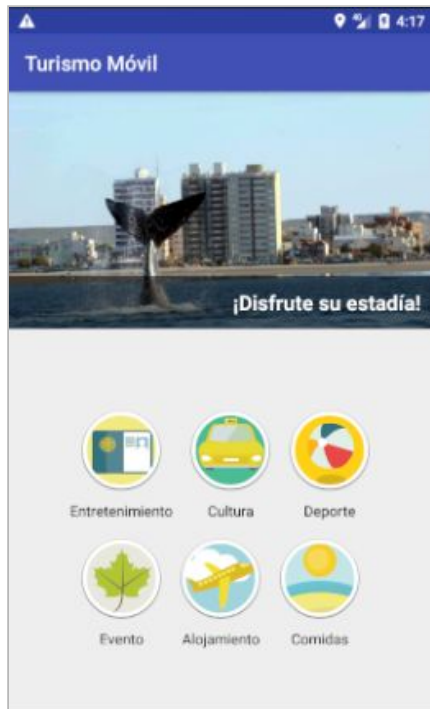 4:17
Turismo Móvil
¡Disfrute su estadía!
Entretenimiento Cultura Deporte
Evento Alojamiento Comidas